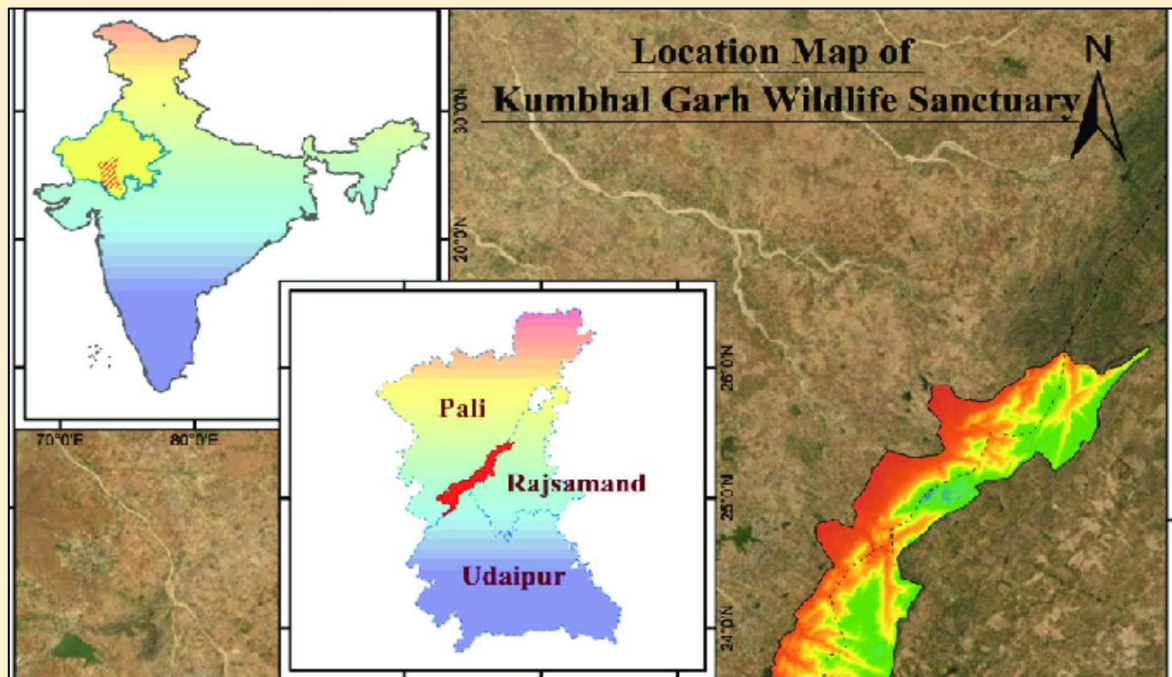 Location Map of
Kumbhal Garh Wildlife Sanctuary
N
30°0'N
20°0'N
70°0'E
80°0'E
Pali
Rajsamand
Udaipur
26°0'N
25°0'N
24°0'N